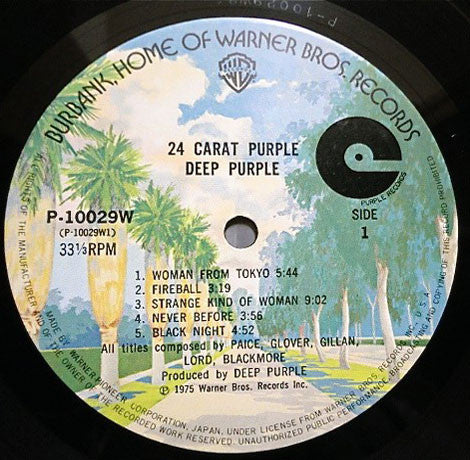 P-10029W
BURBANK, HOME OF WARNER BROS. RECORDS
WB
24 CARAT PURPLE
DEEP PURPLE
e
PURPLE RECORDS
P-10029W
(P-10029W1)
33⅓RPM
SIDE
1
1. WOMAN FROM TOKYO 5:44
2. FIREBALL 3:19
3. STRANGE KIND OF WOMAN 9:02
4. NEVER BEFORE 3:56
5. BLACK NIGHT 4:52
All titles composed by PAICE, GLOVER, GILLAN,
LORD, BLACKMORE
Produced by DEEP PURPLE
℗ 1975 Warner Bros. Records Inc.
MADE BY WARNER-PIONEER CORPORATION, JAPAN, UNDER LICENSE FROM WARNER BROS. RECORDS INC., U.S.A.
ALL RIGHTS OF THE MANUFACTURER AND OF THE OWNER OF THE RECORDED WORK RESERVED. UNAUTHORIZED PUBLIC PERFORMANCE BROADCASTING AND COPYING OF THIS RECORD PROHIBITED